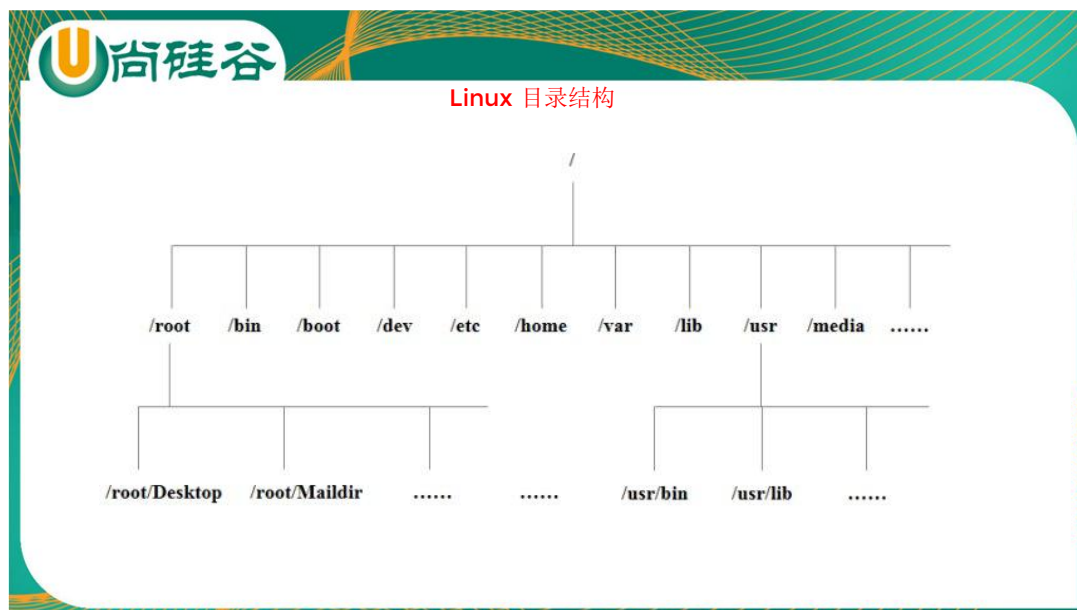 尚硅谷
Linux 目录结构
/
/root /bin /boot /dev /etc /home /var /lib /usr /media ……
/root/Desktop /root/Maildir …… …… /usr/bin /usr/lib ……